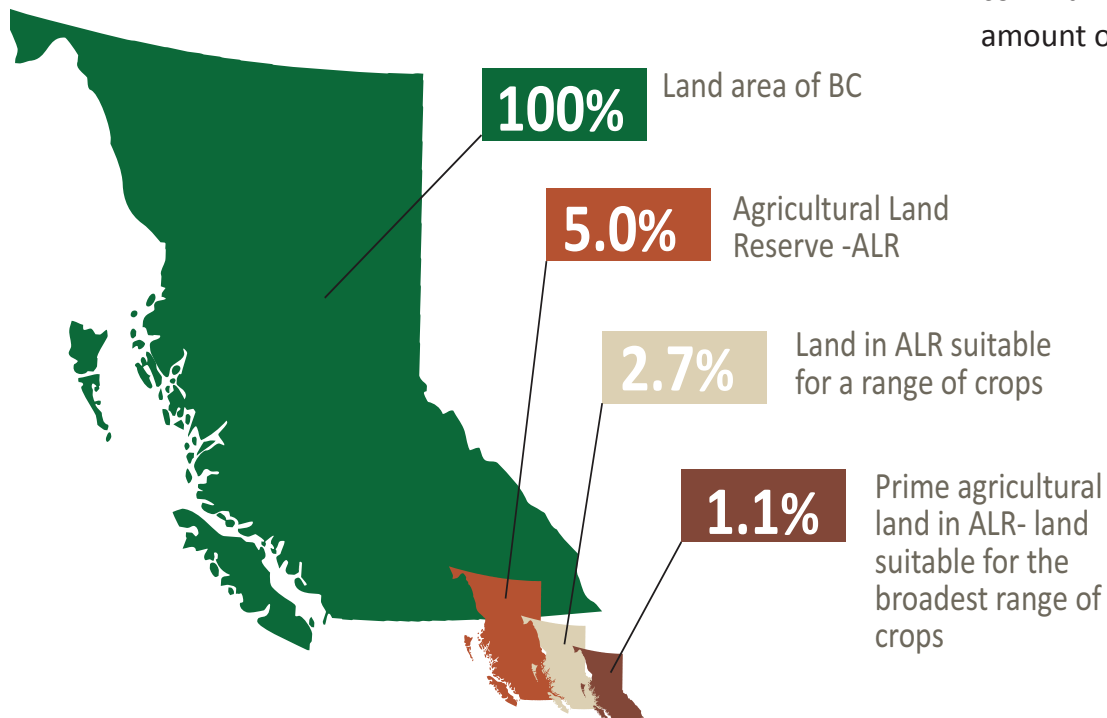 amount o
100%
Land area of BC
5.0%
Agricultural Land
Reserve -ALR
2.7%
Land in ALR suitable
for a range of crops
1.1%
Prime agricultural
land in ALR- land
suitable for the
broadest range of
crops